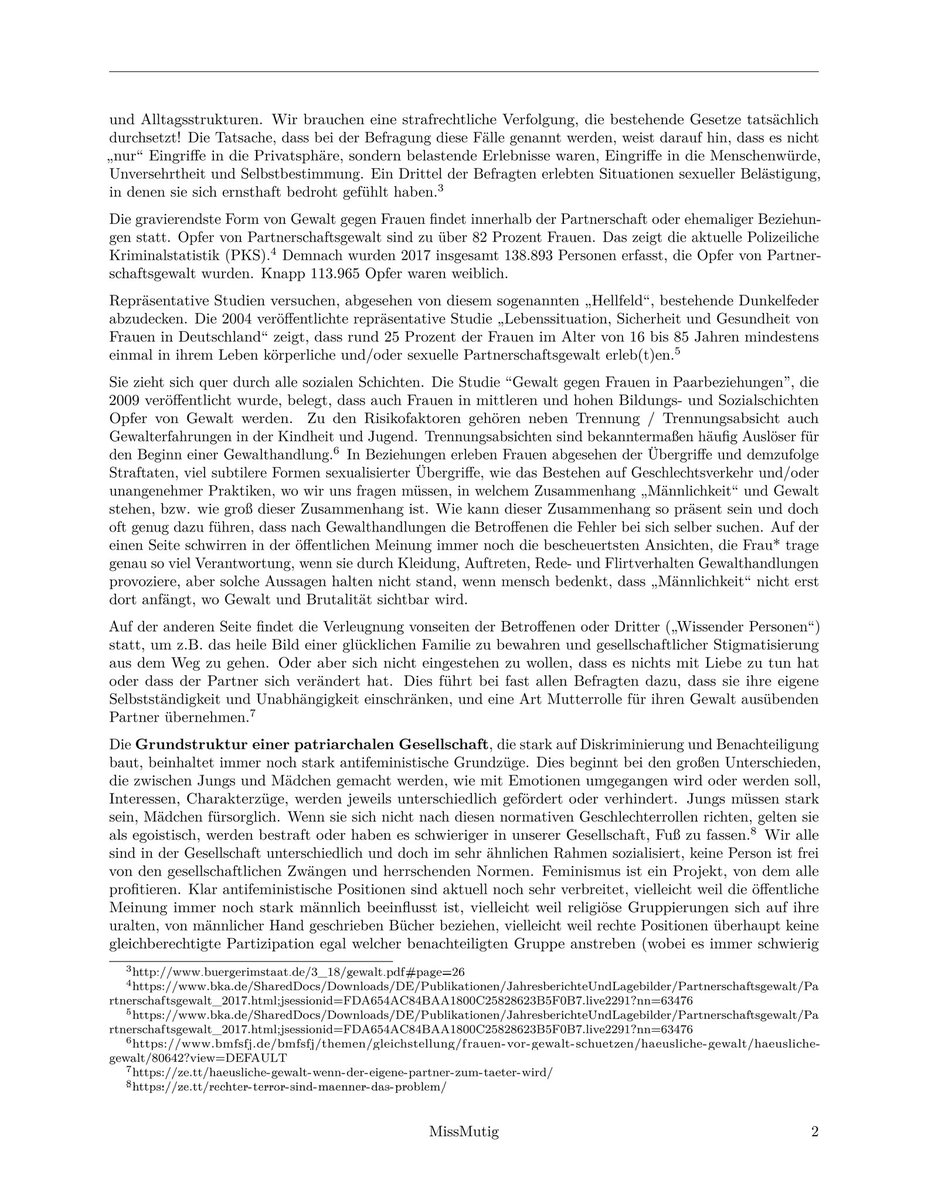 und Alltagsstrukturen. Wir brauchen eine strafrechtliche Verfolgung, die bestehende Gesetze tatsächlich
durchsetzt! Die Tatsache, dass bei der Befragung diese Fälle genannt werden, weist darauf hin, dass es nicht
„nur“ Eingriffe in die Privatsphäre, sondern belastende Erlebnisse waren, Eingriffe in die Menschenwürde,
Unversehrtheit und Selbstbestimmung. Ein Drittel der Befragten erlebten Situationen sexueller Belästigung,
in denen sie sich ernsthaft bedroht gefühlt haben.³
Die gravierendste Form von Gewalt gegen Frauen findet innerhalb der Partnerschaft oder ehemaliger Beziehun-
gen statt. Opfer von Partnerschaftsgewalt sind zu über 82 Prozent Frauen. Das zeigt die aktuelle Polizeiliche
Kriminalstatistik (PKS).⁴ Demnach wurden 2017 insgesamt 138.893 Personen erfasst, die Opfer von Partner-
schaftsgewalt wurden. Knapp 113.965 Opfer waren weiblich.
Repräsentative Studien versuchen, abgesehen von diesem sogenannten „Hellfeld“, bestehende Dunkelfeder
abzudecken. Die 2004 veröffentlichte repräsentative Studie „Lebenssituation, Sicherheit und Gesundheit von
Frauen in Deutschland“ zeigt, dass rund 25 Prozent der Frauen im Alter von 16 bis 85 Jahren mindestens
einmal in ihrem Leben körperliche und/oder sexuelle Partnerschaftsgewalt erleb(t)en.⁵
Sie zieht sich quer durch alle sozialen Schichten. Die Studie “Gewalt gegen Frauen in Paarbeziehungen”, die
2009 veröffentlicht wurde, belegt, dass auch Frauen in mittleren und hohen Bildungs- und Sozialschichten
Opfer von Gewalt werden. Zu den Risikofaktoren gehören neben Trennung / Trennungsabsicht auch
Gewalterfahrungen in der Kindheit und Jugend. Trennungsabsichten sind bekanntermaßen häufig Auslöser für
den Beginn einer Gewalthandlung.⁶ In Beziehungen erleben Frauen abgesehen der Übergriffe und demzufolge
Straftaten, viel subtilere Formen sexualisierter Übergriffe, wie das Bestehen auf Geschlechtsverkehr und/oder
unangenehmer Praktiken, wo wir uns fragen müssen, in welchem Zusammenhang „Männlichkeit“ und Gewalt
stehen, bzw. wie groß dieser Zusammenhang ist. Wie kann dieser Zusammenhang so präsent sein und doch
oft genug dazu führen, dass nach Gewalthandlungen die Betroffenen die Fehler bei sich selber suchen. Auf der
einen Seite schwirren in der öffentlichen Meinung immer noch die bescheuertsten Ansichten, die Frau* trage
genau so viel Verantwortung, wenn sie durch Kleidung, Auftreten, Rede- und Flirtverhalten Gewalthandlungen
provoziere, aber solche Aussagen halten nicht stand, wenn mensch bedenkt, dass „Männlichkeit“ nicht erst
dort anfängt, wo Gewalt und Brutalität sichtbar wird.
Auf der anderen Seite findet die Verleugnung vonseiten der Betroffenen oder Dritter („Wissender Personen“)
statt, um z.B. das heile Bild einer glücklichen Familie zu bewahren und gesellschaftlicher Stigmatisierung
aus dem Weg zu gehen. Oder aber sich nicht eingestehen zu wollen, dass es nichts mit Liebe zu tun hat
oder dass der Partner sich verändert hat. Dies führt bei fast allen Befragten dazu, dass sie ihre eigene
Selbstständigkeit und Unabhängigkeit einschränken, und eine Art Mutterrolle für ihren Gewalt ausübenden
Partner übernehmen.⁷
Die Grundstruktur einer patriarchalen Gesellschaft, die stark auf Diskriminierung und Benachteiligung
baut, beinhaltet immer noch stark antifeministische Grundzüge. Dies beginnt bei den großen Unterschieden,
die zwischen Jungs und Mädchen gemacht werden, wie mit Emotionen umgegangen wird oder werden soll,
Interessen, Charakterzüge, werden jeweils unterschiedlich gefördert oder verhindert. Jungs müssen stark
sein, Mädchen fürsorglich. Wenn sie sich nicht nach diesen normativen Geschlechterrollen richten, gelten sie
als egoistisch, werden bestraft oder haben es schwieriger in unserer Gesellschaft, Fuß zu fassen.⁸ Wir alle
sind in der Gesellschaft unterschiedlich und doch im sehr ähnlichen Rahmen sozialisiert, keine Person ist frei
von den gesellschaftlichen Zwängen und herrschenden Normen. Feminismus ist ein Projekt, von dem alle
profitieren. Klar antifeministische Positionen sind aktuell noch sehr verbreitet, vielleicht weil die öffentliche
Meinung immer noch stark männlich beeinflusst ist, vielleicht weil religiöse Gruppierungen sich auf ihre
uralten, von männlicher Hand geschrieben Bücher beziehen, vielleicht weil rechte Positionen überhaupt keine
gleichberechtigte Partizipation egal welcher benachteiligten Gruppe anstreben (wobei es immer schwierig
³http://www.buergerimstaat.de/3_18/gewalt.pdf#page=26
⁴https://www.bka.de/SharedDocs/Downloads/DE/Publikationen/JahresberichteUndLagebilder/Partnerschaftsgewalt/Pa
rtnerschaftsgewalt_2017.html;jsessionid=FDA654AC84BAA1800C25828623B5F0B7.live2291?nn=63476
⁵https://www.bka.de/SharedDocs/Downloads/DE/Publikationen/JahresberichteUndLagebilder/Partnerschaftsgewalt/Pa
rtnerschaftsgewalt_2017.html;jsessionid=FDA654AC84BAA1800C25828623B5F0B7.live2291?nn=63476
⁶https://www.bmfsfj.de/bmfsfj/themen/gleichstellung/frauen-vor-gewalt-schuetzen/haeusliche-gewalt/haeusliche-
gewalt/80642?view=DEFAULT
⁷https://ze.tt/haeusliche-gewalt-wenn-der-eigene-partner-zum-taeter-wird/
⁸https://ze.tt/rechter-terror-sind-maenner-das-problem/
MissMutig 2